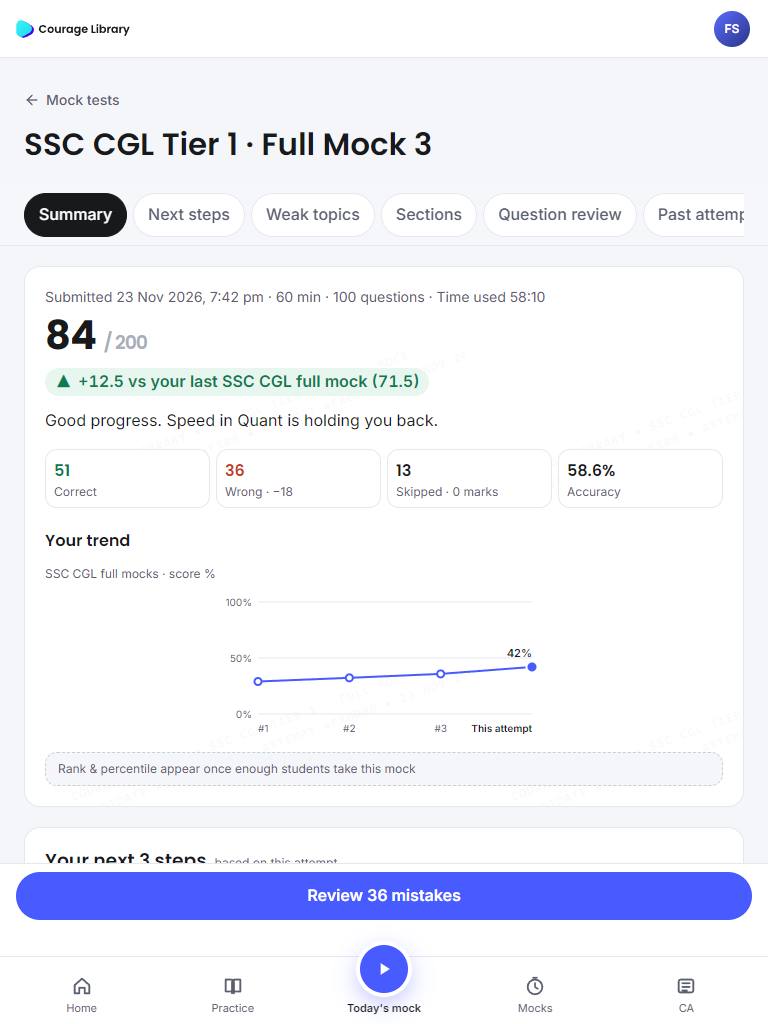 Courage Library
FS
← Mock tests
SSC CGL Tier 1 · Full Mock 3
Summary
Next steps
Weak topics
Sections
Question review
Past attemp
Submitted 23 Nov 2026, 7:42 pm · 60 min · 100 questions · Time used 58:10
84 / 200
▲ +12.5 vs your last SSC CGL full mock (71.5)
Good progress. Speed in Quant is holding you back.
51
Correct
36
Wrong · −18
13
Skipped · 0 marks
58.6%
Accuracy
Your trend
SSC CGL full mocks · score %
100%
50%
0%
42%
#1
#2
#3
This attempt
Rank & percentile appear once enough students take this mock
Your next 3 steps based on this attempt
Review 36 mistakes
Home
Practice
Today's mock
Mocks
CA